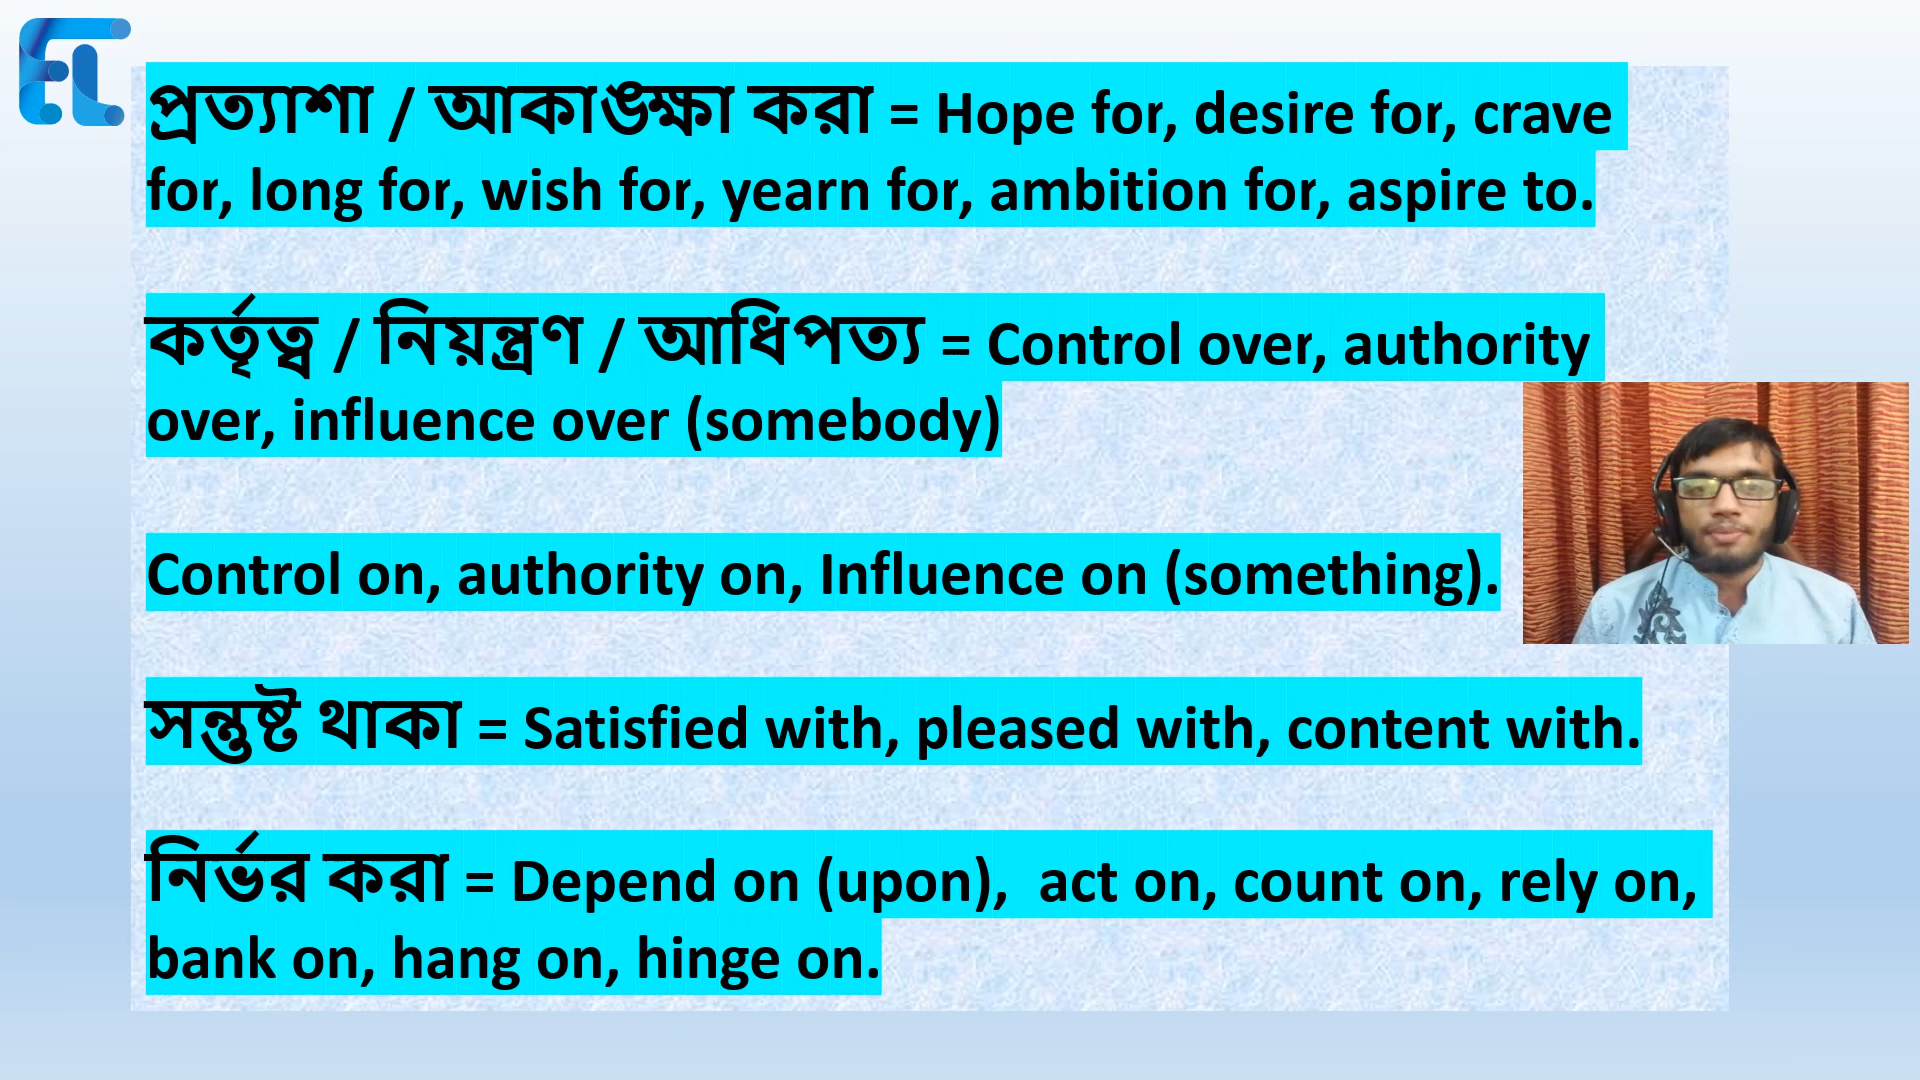 EL
প্রত্যাশা / আকাঙ্ক্ষা করা = Hope for, desire for, crave
for, long for, wish for, yearn for, ambition for, aspire to.
কর্তৃত্ব / নিয়ন্ত্রণ / আধিপত্য = Control over, authority
over, influence over (somebody)
Control on, authority on, Influence on (something).
সন্তুষ্ট থাকা = Satisfied with, pleased with, content with.
নির্ভর করা = Depend on (upon),  act on, count on, rely on,
bank on, hang on, hinge on.